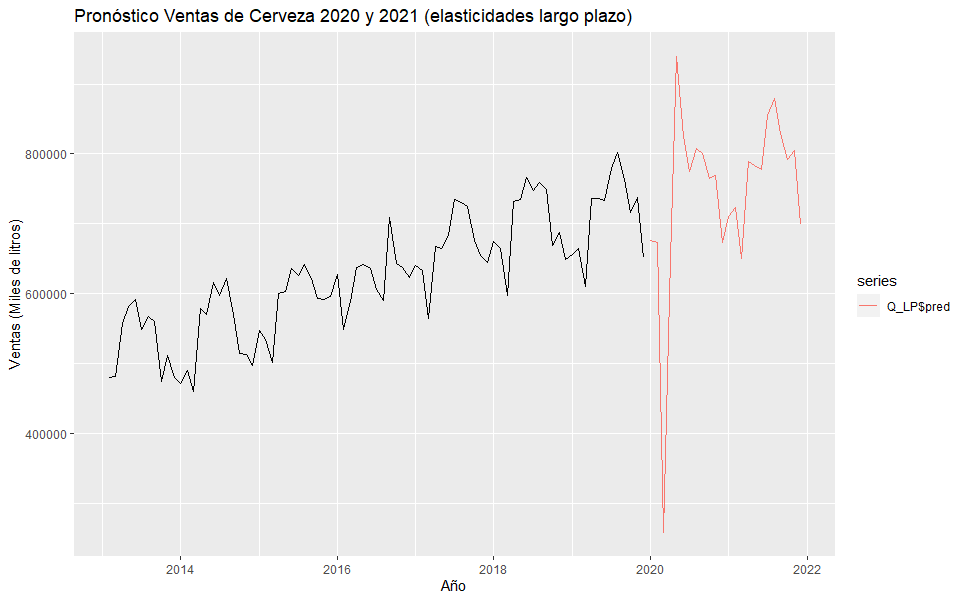 Pronóstico Ventas de Cerveza 2020 y 2021 (elasticidades largo plazo)
Ventas (Miles de litros)
800000
600000
400000
2014
2016
2018
2020
2022
Año
series
Q_LP$pred